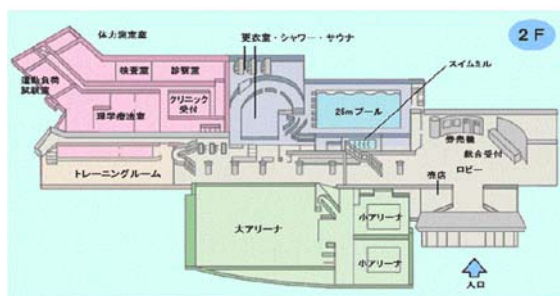 2F
体力測定室
更衣室・シャワー・サウナ
運動負荷
試験室
検査室
診察室
スイムミル
クリニック
受付
理学療法室
25mプール
券売機
総合受付
ロビー
売店
トレーニングルーム
大アリーナ
小アリーナ
小アリーナ
入口